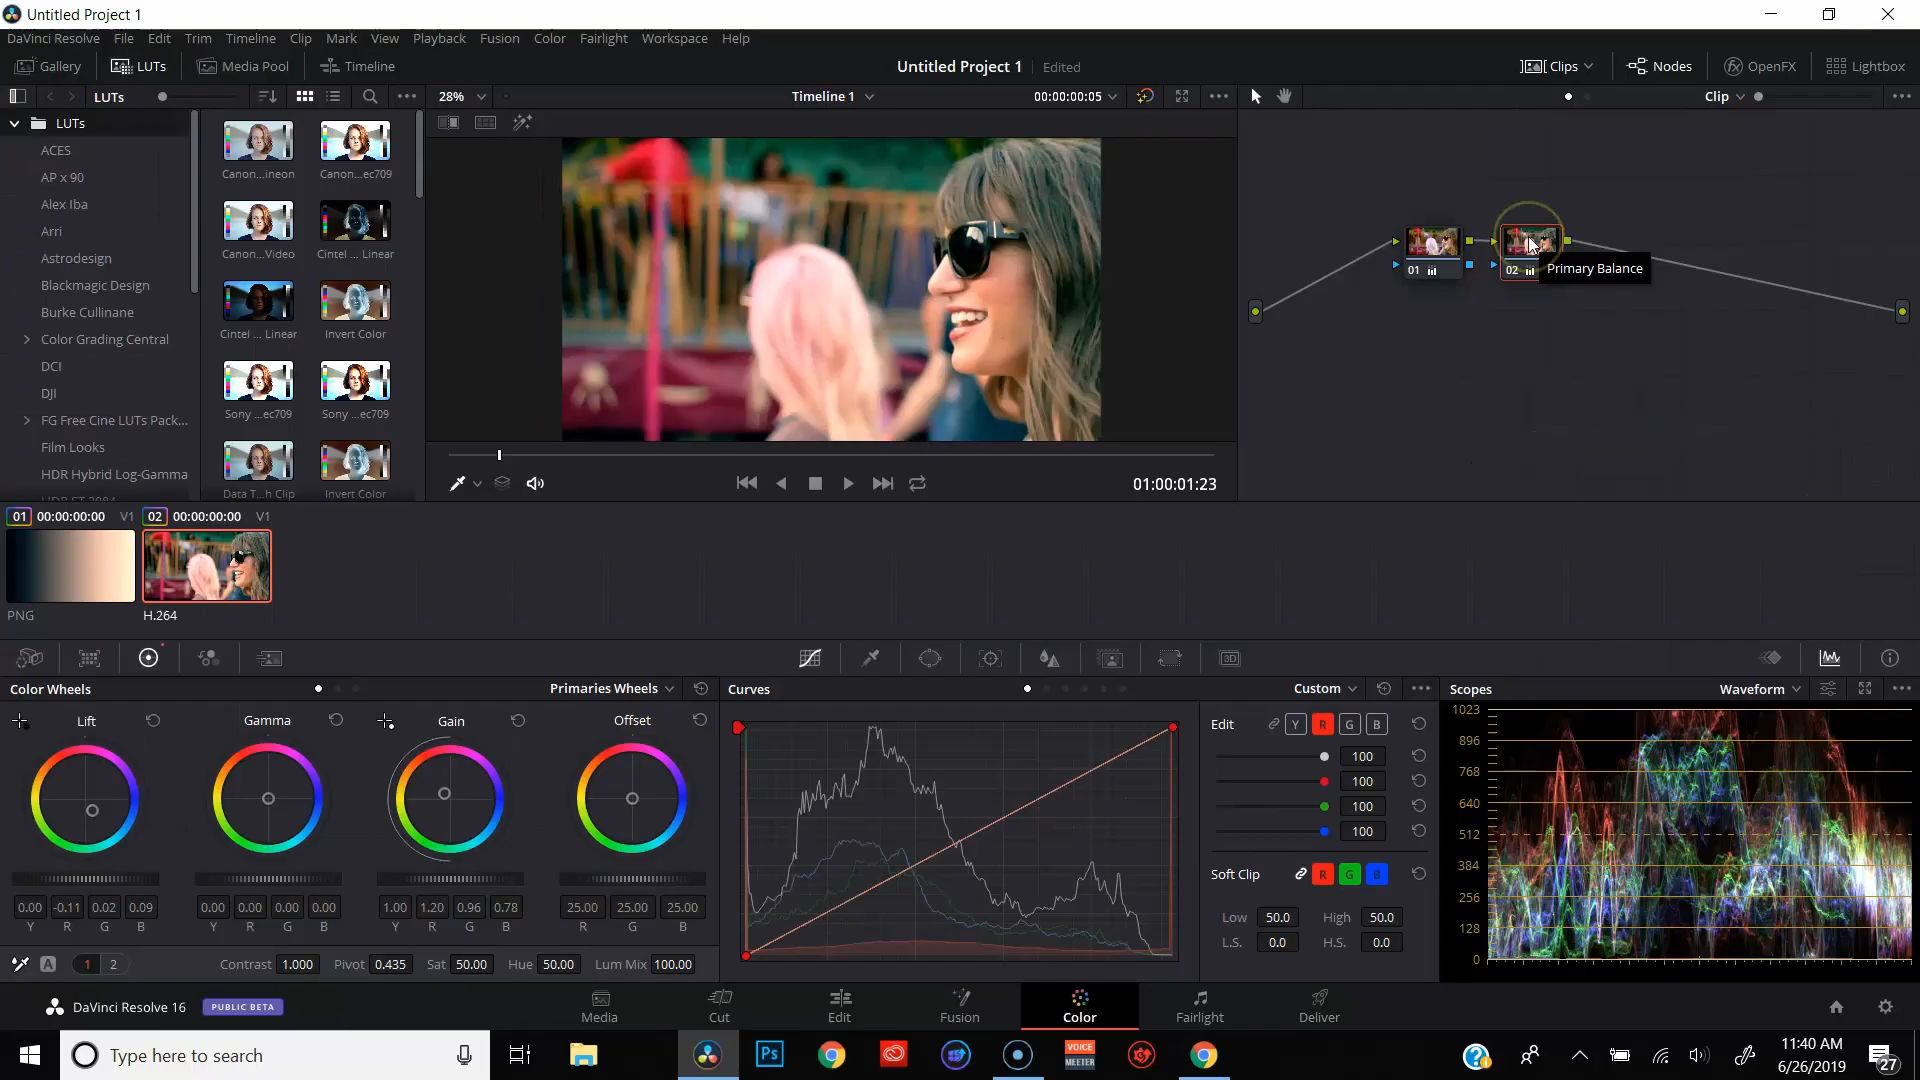 Untitled Project 1
DaVinci Resolve File Edit Trim Timeline Clip Mark View Playback Fusion Color Fairlight Workspace Help
Gallery LUTs Media Pool Timeline Untitled Project 1 Edited Clips Nodes OpenFX Lightbox
LUTs 28% Timeline 1 00:00:00:05 Clip
LUTs
ACES
AP x 90
Alex Iba
Arri
Astrodesign
Blackmagic Design
Burke Cullinane
Color Grading Central
DCI
DJI
FG Free Cine LUTs Pack...
Film Looks
HDR Hybrid Log-Gamma
HDR ST 2084
Canon...ineon Canon...ec709
Canon...Video Cintel ... Linear
Cintel ... Linear Invert Color
Sony ...ec709 Sony ...ec709
Data T...h Clip Invert Color
01:00:01:23
01 02
Primary Balance
01 00:00:00:00 V1 02 00:00:00:00 V1
PNG H.264
3D
Color Wheels Primaries Wheels Curves Custom Scopes Waveform
Lift Gamma Gain Offset
0.00 -0.11 0.02 0.09 0.00 0.00 0.00 0.00 1.00 1.20 0.96 0.78 25.00 25.00 25.00
Y R G B Y R G B Y R G B R G B
A 1 2 Contrast 1.000 Pivot 0.435 Sat 50.00 Hue 50.00 Lum Mix 100.00
Edit Y R G B
100
100
100
100
Soft Clip R G B
Low 50.0 High 50.0
L.S. 0.0 H.S. 0.0
1023
896
768
640
512
384
256
128
0
DaVinci Resolve 16 PUBLIC BETA Media Cut Edit Fusion Color Fairlight Deliver
Type here to search Ps VOICE MEETER 11:40 AM
6/26/2019 27